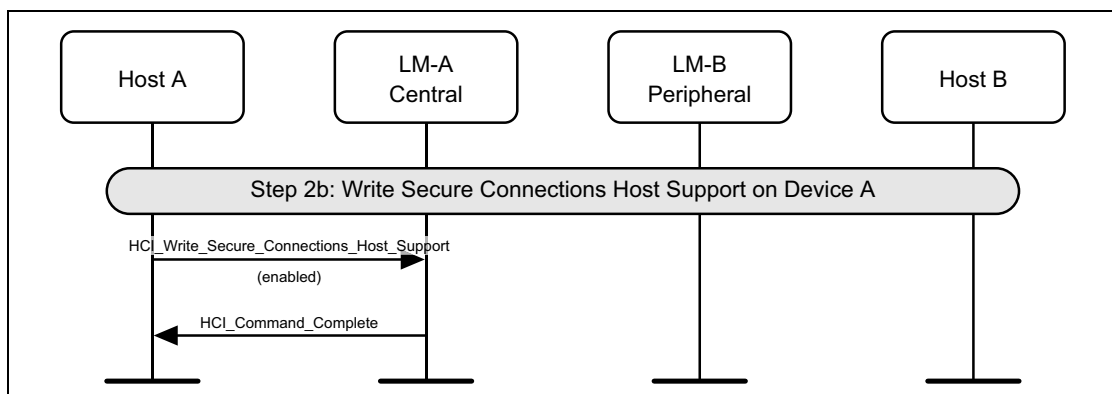 Host A
LM-A
Central
LM-B
Peripheral
Host B
Step 2b: Write Secure Connections Host Support on Device A
HCI_Write_Secure_Connections_Host_Support
(enabled)
HCI_Command_Complete